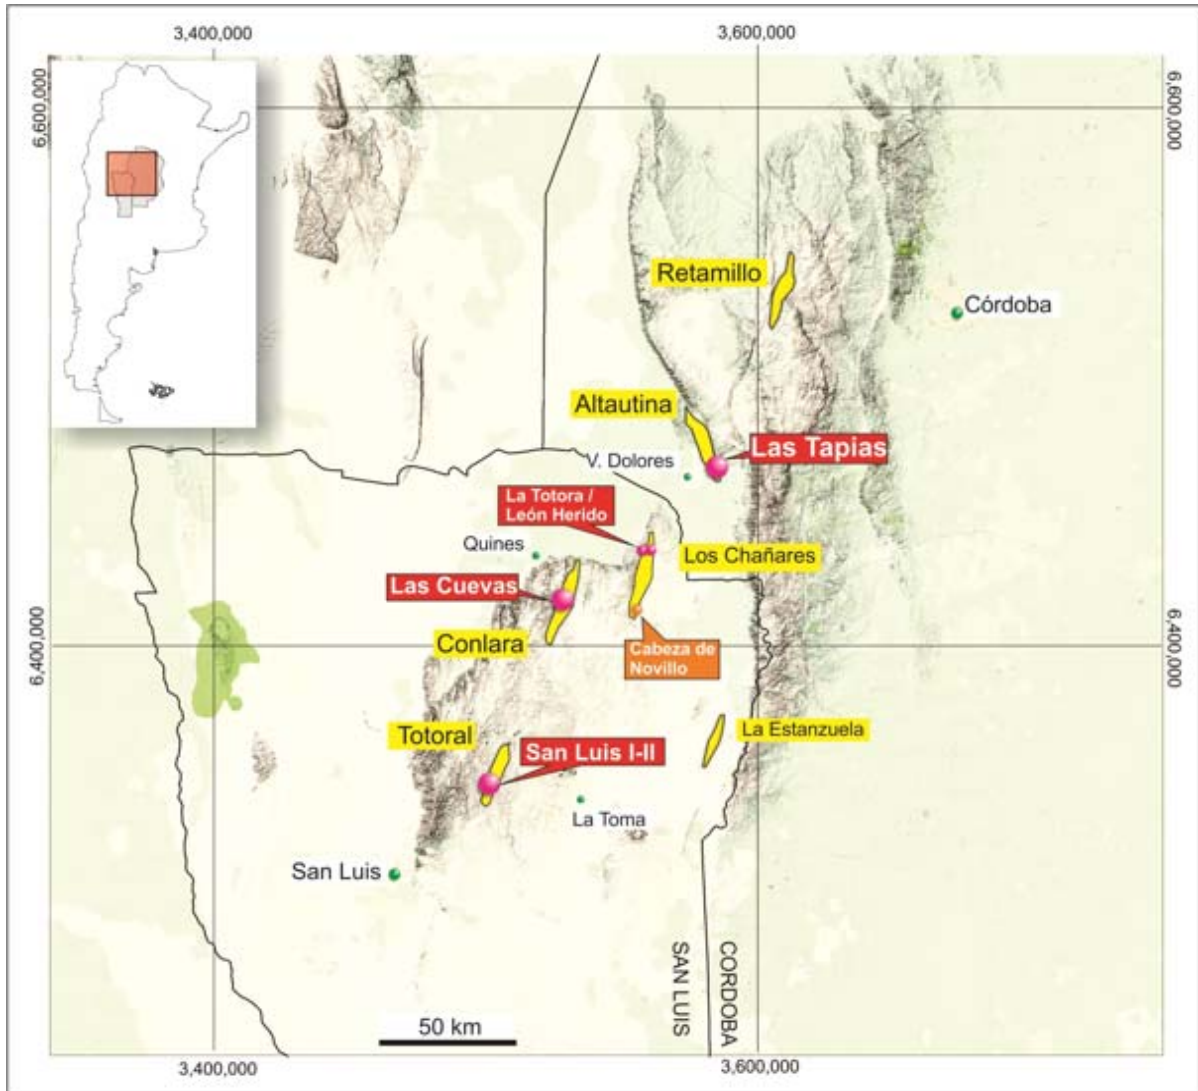 3,400,000
3,600,000
6,600,000
6,600,000
Retamillo
Córdoba
Altautina
Las Tapias
V. Dolores
La Totora /
León Herido
Quines
Los Chañares
Las Cuevas
Conlara
6,400,000
6,400,000
Cabeza de
Novillo
La Estanzuela
Totoral
San Luis I-II
La Toma
San Luis
SAN LUIS
CORDOBA
50 km
3,400,000
3,600,000